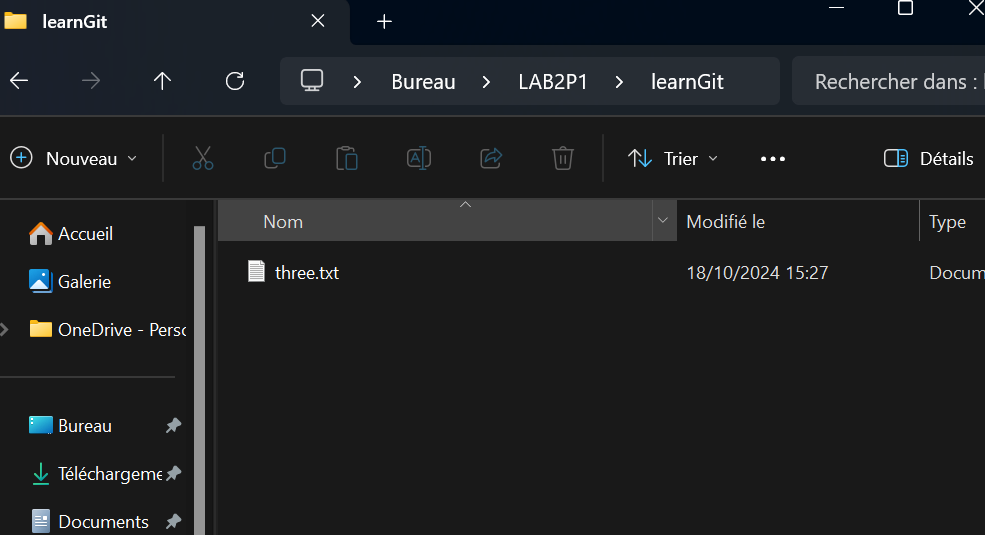 learnGit
Bureau LAB2P1 learnGit
Rechercher dans :
Nouveau
Trier
Détails
Nom
Modifié le
Type
Accueil
Galerie
OneDrive - Perso
Bureau
Téléchargeme
Documents
three.txt
18/10/2024 15:27
Docum